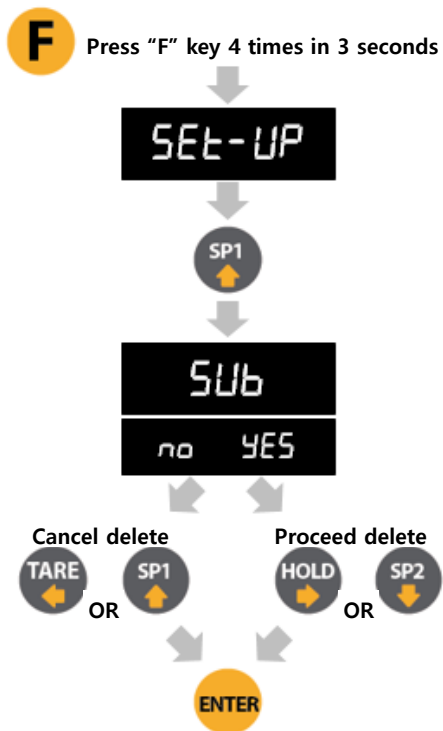 F Press “F” key 4 times in 3 seconds
SEt-UP
SP1
SUb
no YES
Cancel delete Proceed delete
TARE SP1 HOLD SP2
OR OR
ENTER